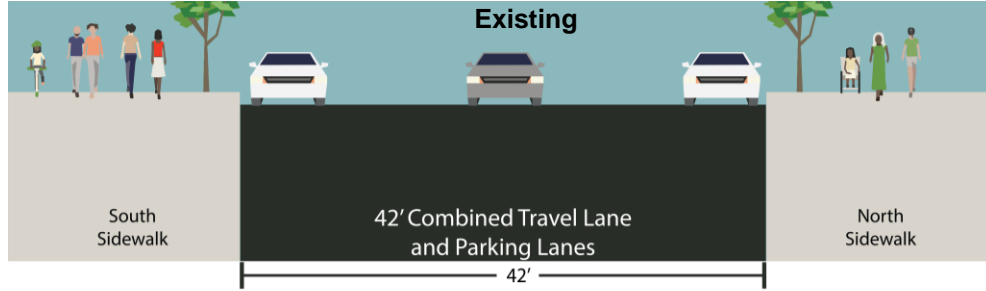 Existing
South
Sidewalk
42' Combined Travel Lane
and Parking Lanes
North
Sidewalk
42'